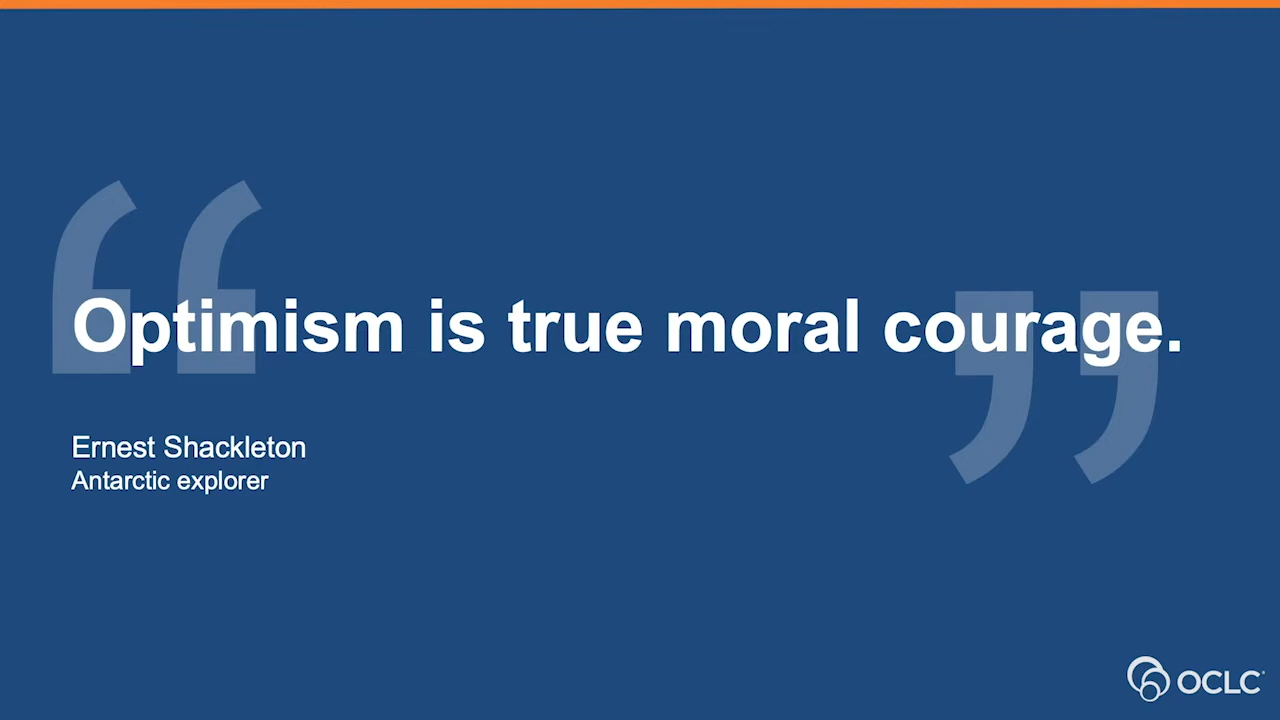 Optimism is true moral courage.
Ernest Shackleton
Antarctic explorer
OCLC